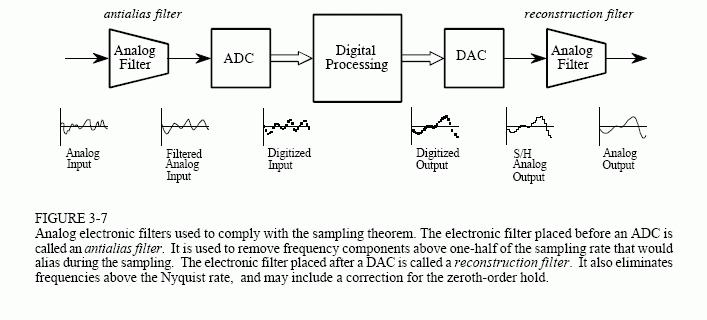 antialias filter
reconstruction filter
Analog
Filter
ADC
Digital
Processing
DAC
Analog
Filter
Analog
Input
Filtered
Analog
Input
Digitized
Input
Digitized
Output
S/H
Analog
Output
Analog
Output
FIGURE 3-7
Analog electronic filters used to comply with the sampling theorem. The electronic filter placed before an ADC is
called an antialias filter. It is used to remove frequency components above one-half of the sampling rate that would
alias during the sampling. The electronic filter placed after a DAC is called a reconstruction filter. It also eliminates
frequencies above the Nyquist rate, and may include a correction for the zeroth-order hold.